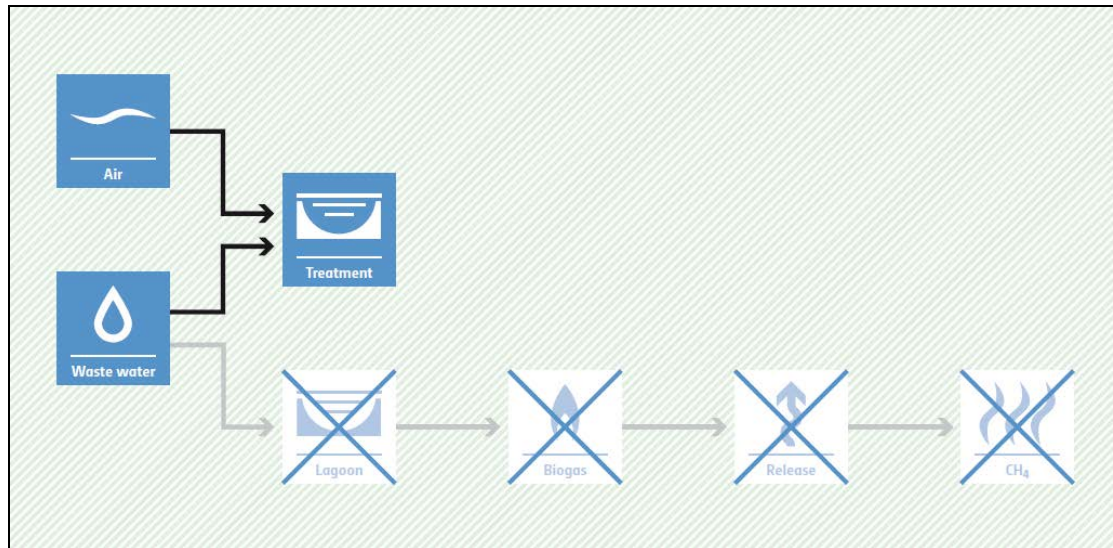 Air
Treatment
Waste water
Lagoon
Biogas
Release
CH₄